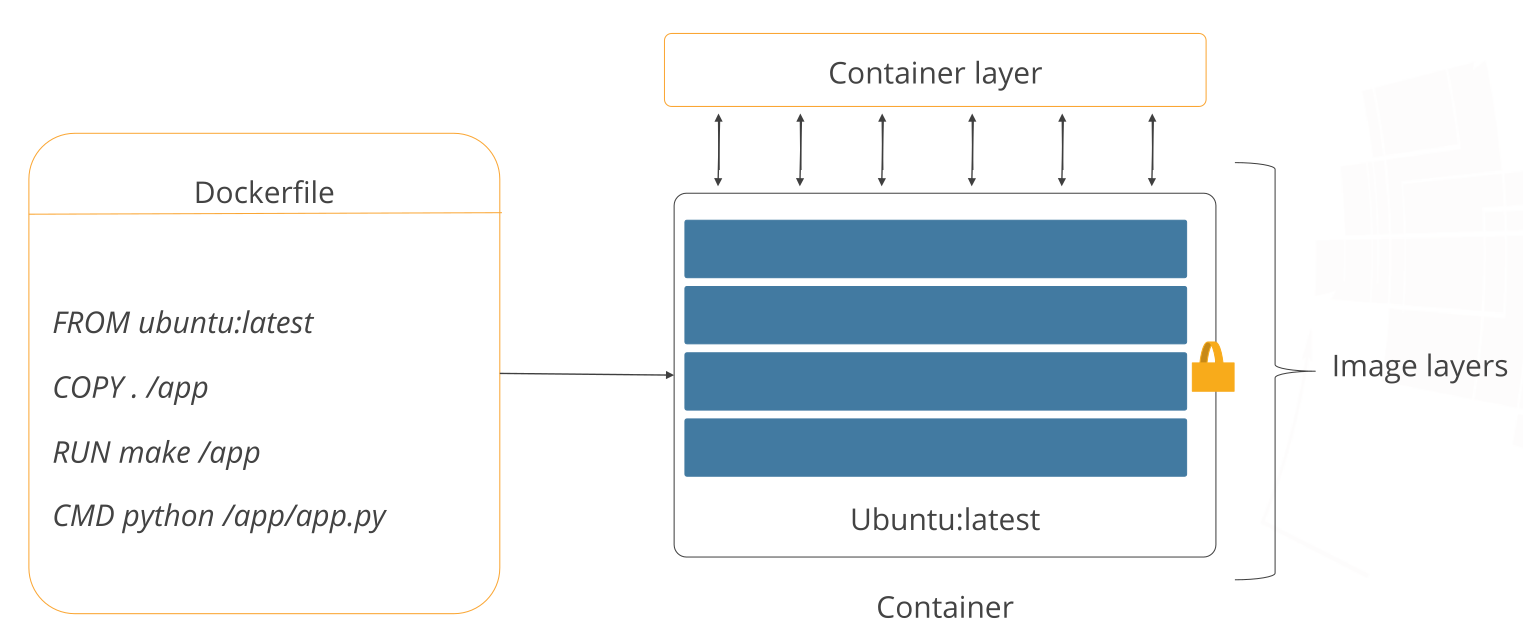 Container layer
Dockerfile
FROM ubuntu:latest
COPY . /app
RUN make /app
CMD python /app/app.py
Image layers
Ubuntu:latest
Container